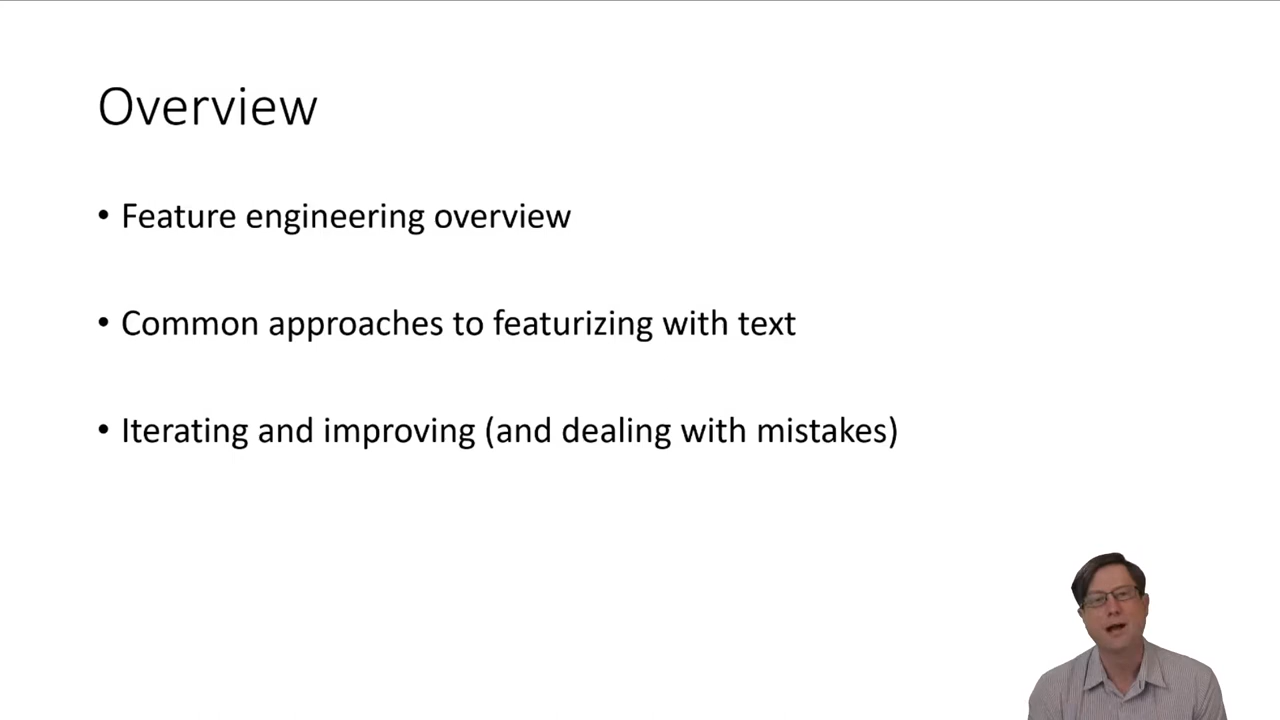 Overview
• Feature engineering overview
• Common approaches to featurizing with text
• Iterating and improving (and dealing with mistakes)